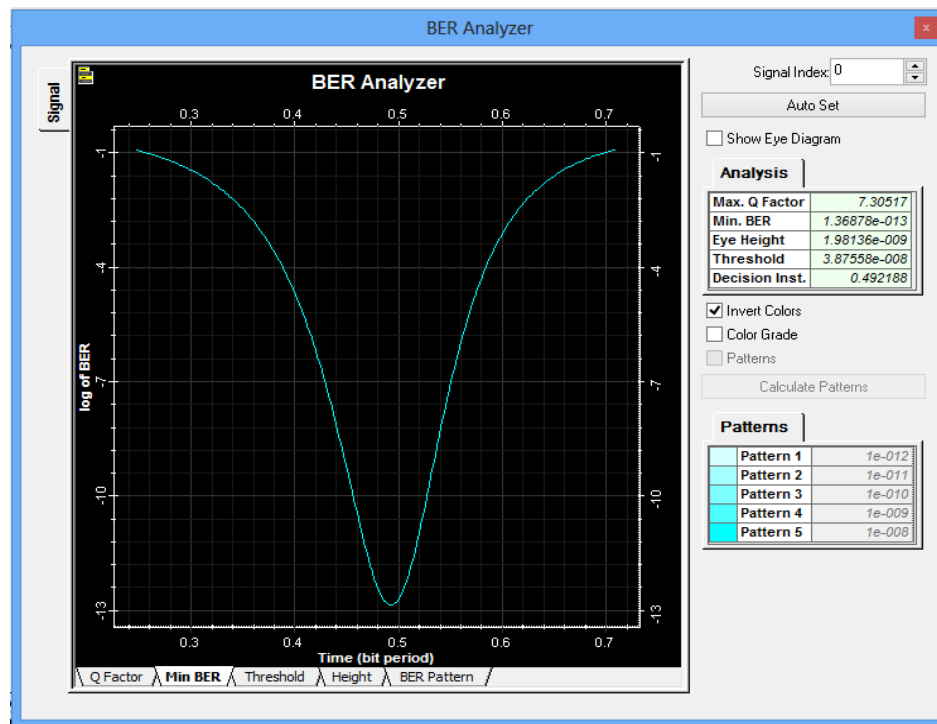 BER Analyzer
x
Signal
BER Analyzer
0.3 0.4 0.5 0.6 0.7
-1 -1
-4 -4
-7 -7
-10 -10
-13 -13
log of BER
0.3 0.4 0.5 0.6 0.7
Time (bit period)
Q Factor Min BER Threshold Height BER Pattern
Signal Index: 0
Auto Set
Show Eye Diagram
Analysis
Max. Q Factor 7.30517
Min. BER 1.36878e-013
Eye Height 1.98136e-009
Threshold 3.87558e-008
Decision Inst. 0.492188
Invert Colors
Color Grade
Patterns
Calculate Patterns
Patterns
Pattern 1 1e-012
Pattern 2 1e-011
Pattern 3 1e-010
Pattern 4 1e-009
Pattern 5 1e-008